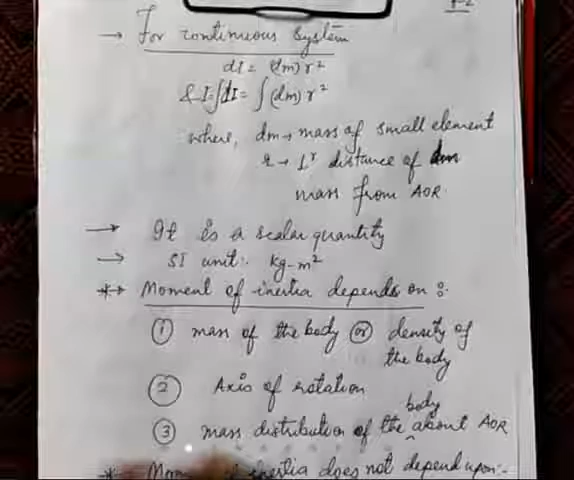 → For continuous system
dI = (dm) r²
& I = ∫dI = ∫(dm) r²
where, dm → mass of small element
r → ⊥r distance of dm
mass from AOR.
→ It is a scalar quantity
→ SI unit:- kg-m²
*→ Moment of inertia depends on :-
① mass of the body (or) density of
the body
② Axis of rotation
③ mass distribution of the body about AOR
* Moment of inertia does not depend upon:-